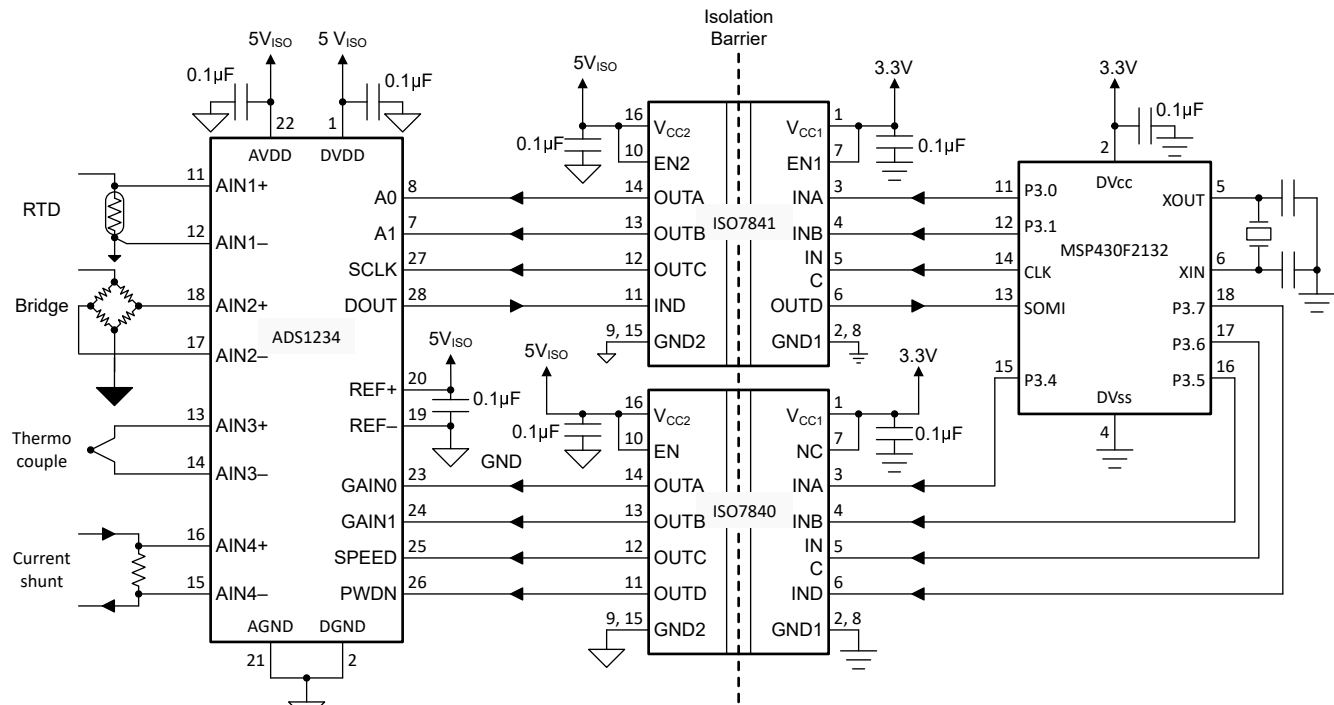 Isolation
Barrier
5V_ISO
5 V_ISO
0.1µF
0.1µF
22
1
AVDD
DVDD
11
AIN1+
RTD
12
AIN1–
18
AIN2+
Bridge
17
AIN2–
13
AIN3+
Thermo
couple
14
AIN3–
16
AIN4+
Current
shunt
15
AIN4–
ADS1234
A0
8
A1
7
SCLK
27
DOUT
28
5V_ISO
REF+
20
0.1µF
REF–
19
GND
GAIN0
23
GAIN1
24
SPEED
25
PWDN
26
AGND
DGND
21
2
5V_ISO
3.3V
0.1µF
16
V_CC2
10
EN2
14
OUTA
13
OUTB
12
OUTC
11
IND
9, 15
GND2
ISO7841
V_CC1
1
EN1
7
0.1µF
INA
3
INB
4
IN
C
5
OUTD
6
GND1
2, 8
5V_ISO
3.3V
0.1µF
16
V_CC2
10
EN
14
OUTA
13
OUTB
12
OUTC
11
OUTD
9, 15
GND2
ISO7840
V_CC1
1
NC
7
0.1µF
INA
3
INB
4
IN
C
5
IND
6
GND1
2, 8
3.3V
0.1µF
2
DVcc
11
P3.0
12
P3.1
14
CLK
13
SOMI
15
P3.4
MSP430F2132
XOUT
5
XIN
6
P3.7
18
P3.6
17
P3.5
16
DVss
4